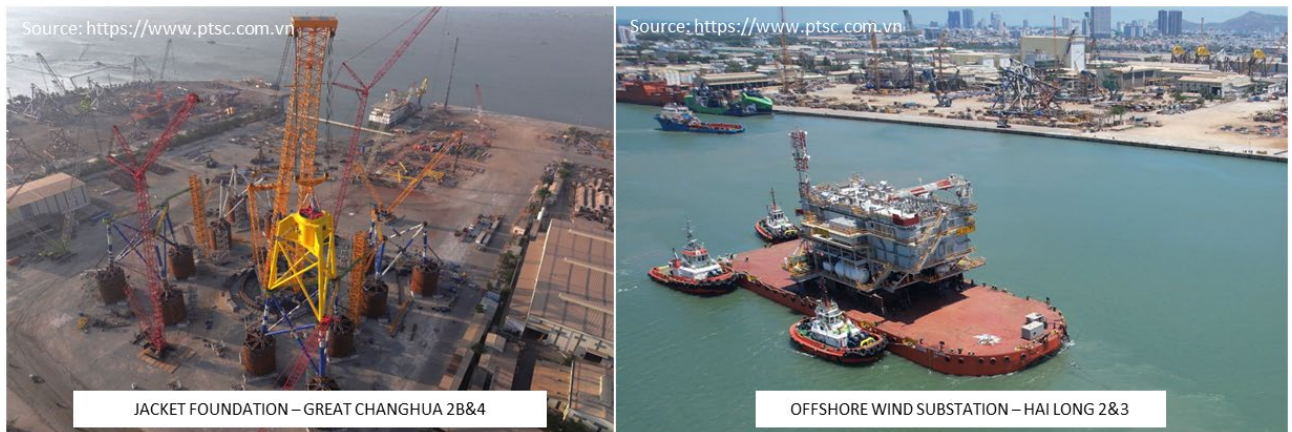 Source: https://www.ptsc.com.vn
Source: https://www.ptsc.com.vn
JACKET FOUNDATION – GREAT CHANGHUA 2B&4
OFFSHORE WIND SUBSTATION – HAI LONG 2&3